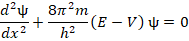 d²ψ/dx² + 8π²m/h² (E − V) ψ = 0